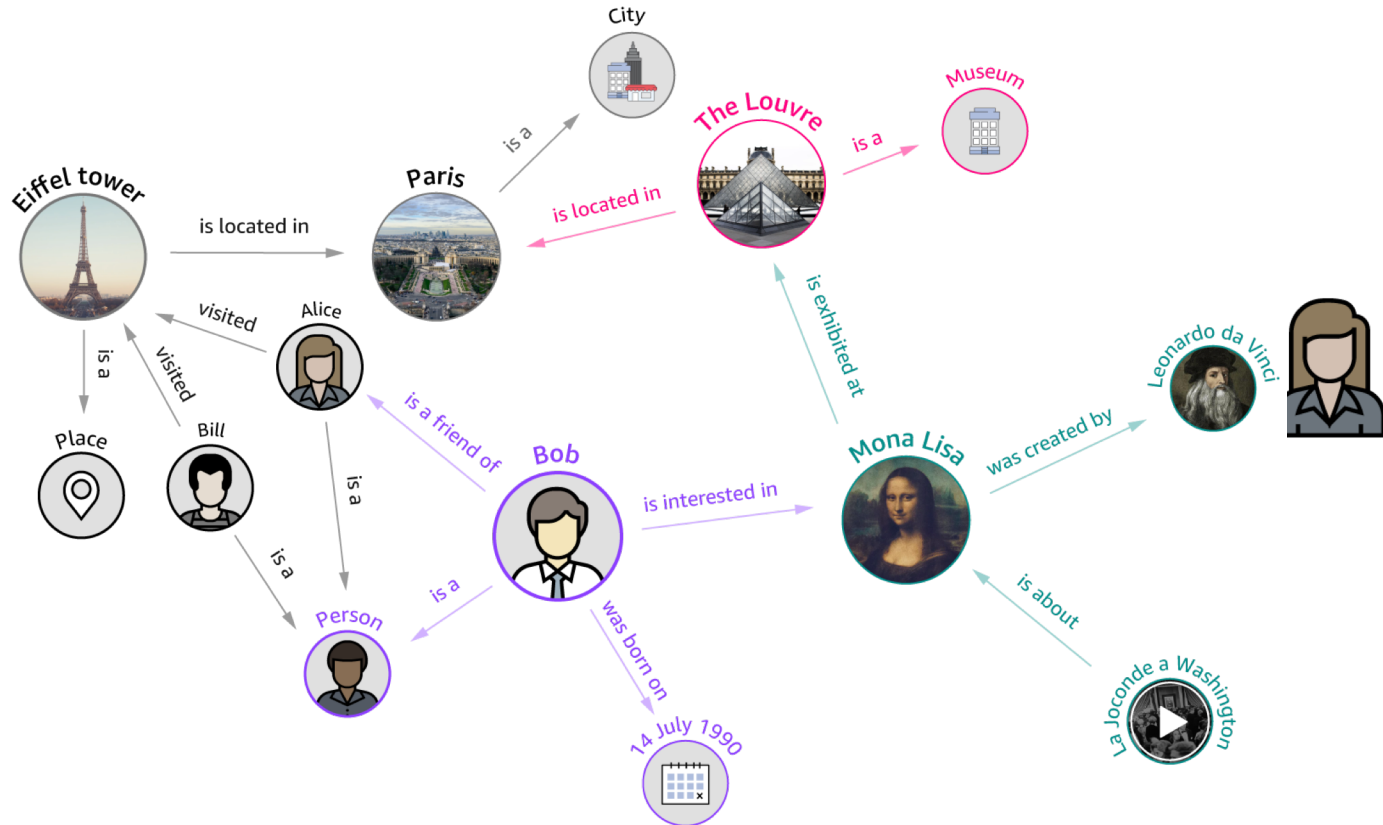 City
Museum
The Louvre
is a
is a
Eiffel tower
Paris
is located in
is located in
visited
Alice
is a
visited
is exhibited at
Leonardo da Vinci
Place
Bill
is a friend of
Bob
Mona Lisa
was created by
is a
is interested in
is a
is a
Person
was born on
is about
14 July 1990
La Joconde a Washington